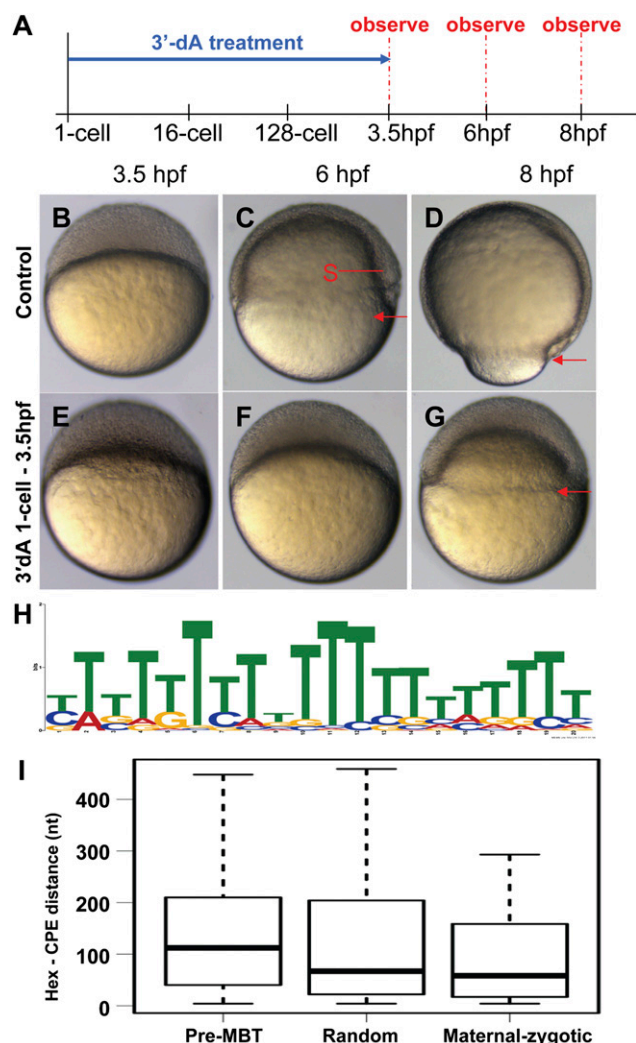 A
3'-dA treatment
observe observe observe
1-cell 16-cell 128-cell 3.5hpf 6hpf 8hpf
3.5 hpf 6 hpf 8 hpf
Control
B C D
S
3'dA 1-cell - 3.5hpf
E F G
H
I
Hex - CPE distance (nt)
400
300
200
100
0
Pre-MBT Random Maternal-zygotic